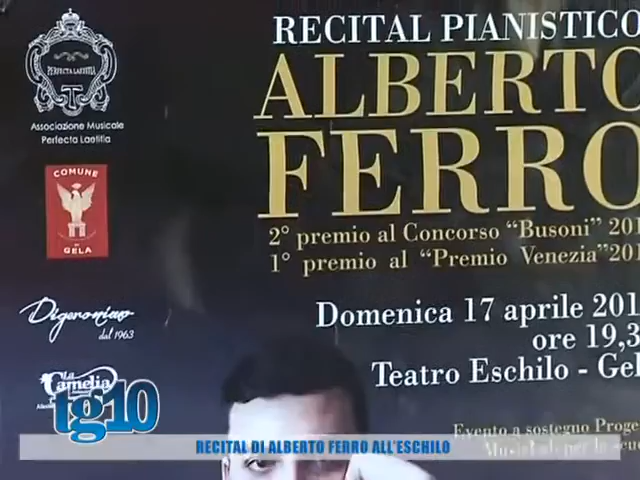 RECITAL PIANISTICO
ALBERTO
FERRO
2° premio al Concorso “Busoni” 201
1° premio al “Premio Venezia”201
Domenica 17 aprile 201
ore 19,3
Teatro Eschilo - Gel
Evento a sostegno Proge
PERFECTA LAETITIA
Associazione Musicale
Perfecta Laetitia
COMUNE
DI
GELA
Digeronimo
dal 1963
La
Camelia
tg10
RECITAL DI ALBERTO FERRO ALL'ESCHILO